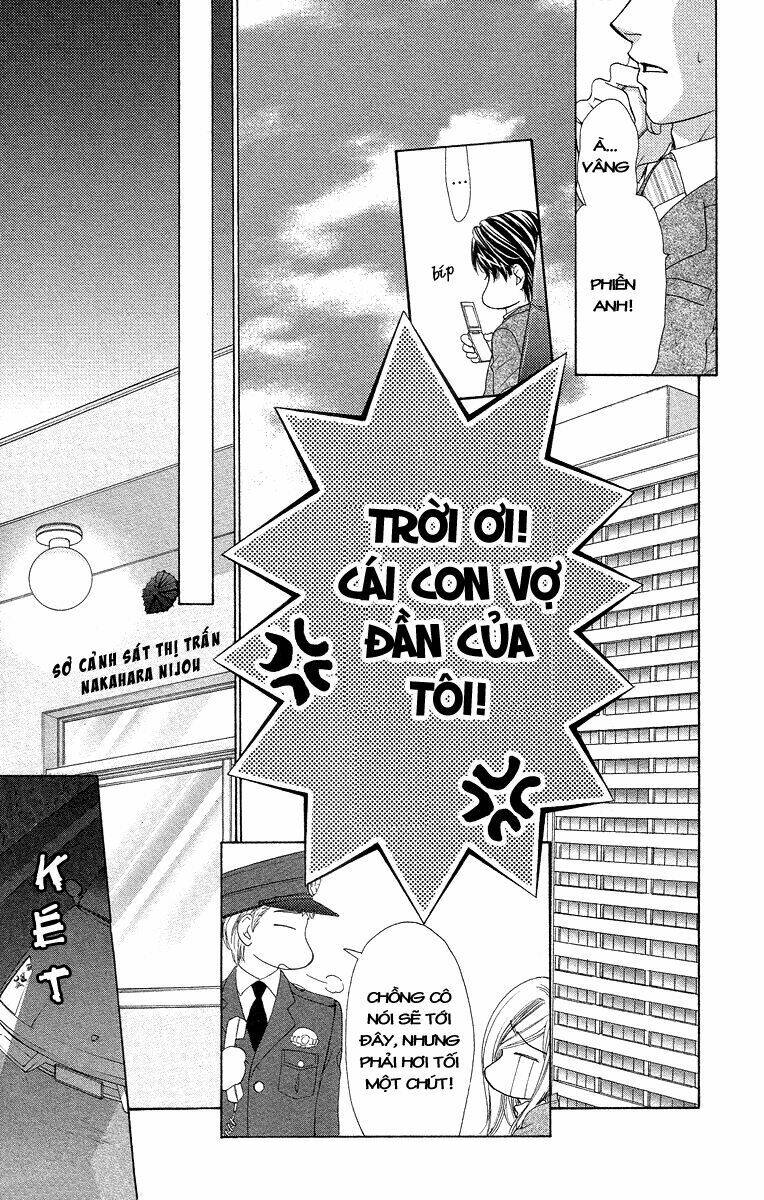 À...
VÂNG
PHIỀN
ANH!
...
bíp
TRỜI ƠI!
CÁI CON VỢ
ĐẦN CỦA
TÔI!
SỞ CẢNH SÁT THỊ TRẤN
NAKAHARA NIJOU
CHỒNG CÔ
NÓI SẼ TỚI
ĐÂY, NHƯNG
PHẢI HƠI TỐI
MỘT CHÚT!
KÉT